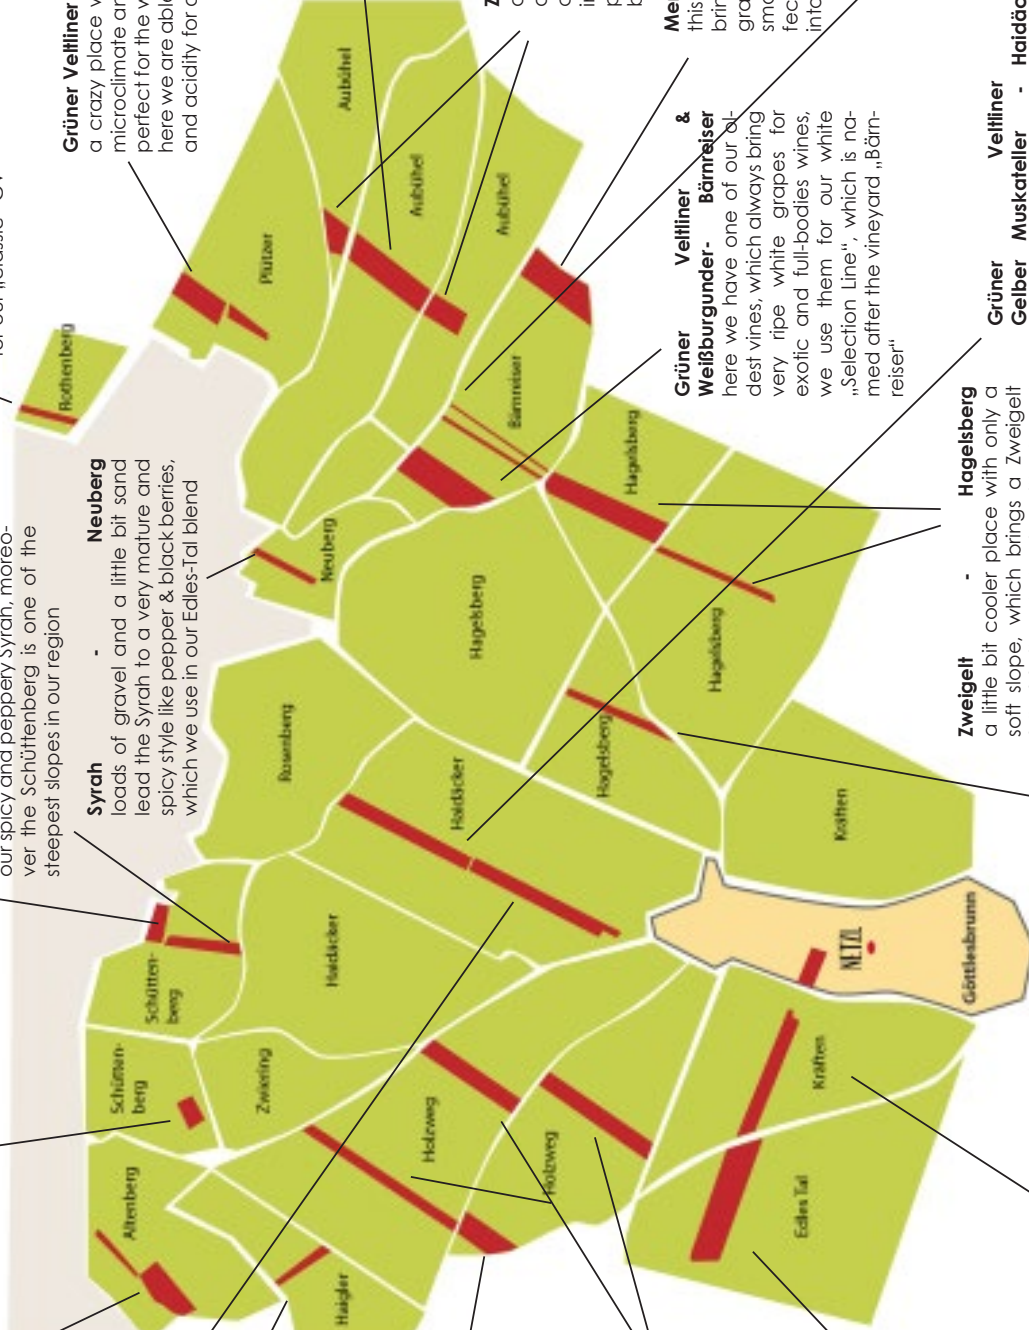 our spicy and peppery Syrah, moreo-
ver the Schüttenberg is one of the
steepest slopes in our region
Syrah - Neuberg
loads of gravel and a little bit sand
lead the Syrah to a very mature and
spicy style like pepper & black berries,
which we use in our Edles-Tal blend
Grüner Veltliner
a crazy place
microclimate
perfect for the
here we are able
and acidity for
Grüner Veltliner &
Weißburgunder- Bärnreiser
here we have one of our ol-
dest vines, which always bring
very ripe white grapes for
exotic and full-bodies wines,
we use them for our white
„Selection Line“, which is na-
med after the vineyard „Bärn-
reiser“
Zweigelt - Hagelsberg
a little bit cooler place with only a
soft slope, which brings a Zweigelt
Grüner Veltliner - Haidäc
Gelber Muskateller
this
Altenberg
Schütten-
berg
Schütten-
berg
Rosenberg
Neuberg
Rothenberg
Plützer
Aubühel
Aubühel
Aubühel
Haigler
Zwiering
Haidäcker
Haidäcker
Hagelsberg
Bärnreiser
Hagelsberg
Holzweg
Holzweg
Hagelsberg
Hagelsberg
Edles Tal
Kräften
Kräften
NETZL
Göttlesbrunn